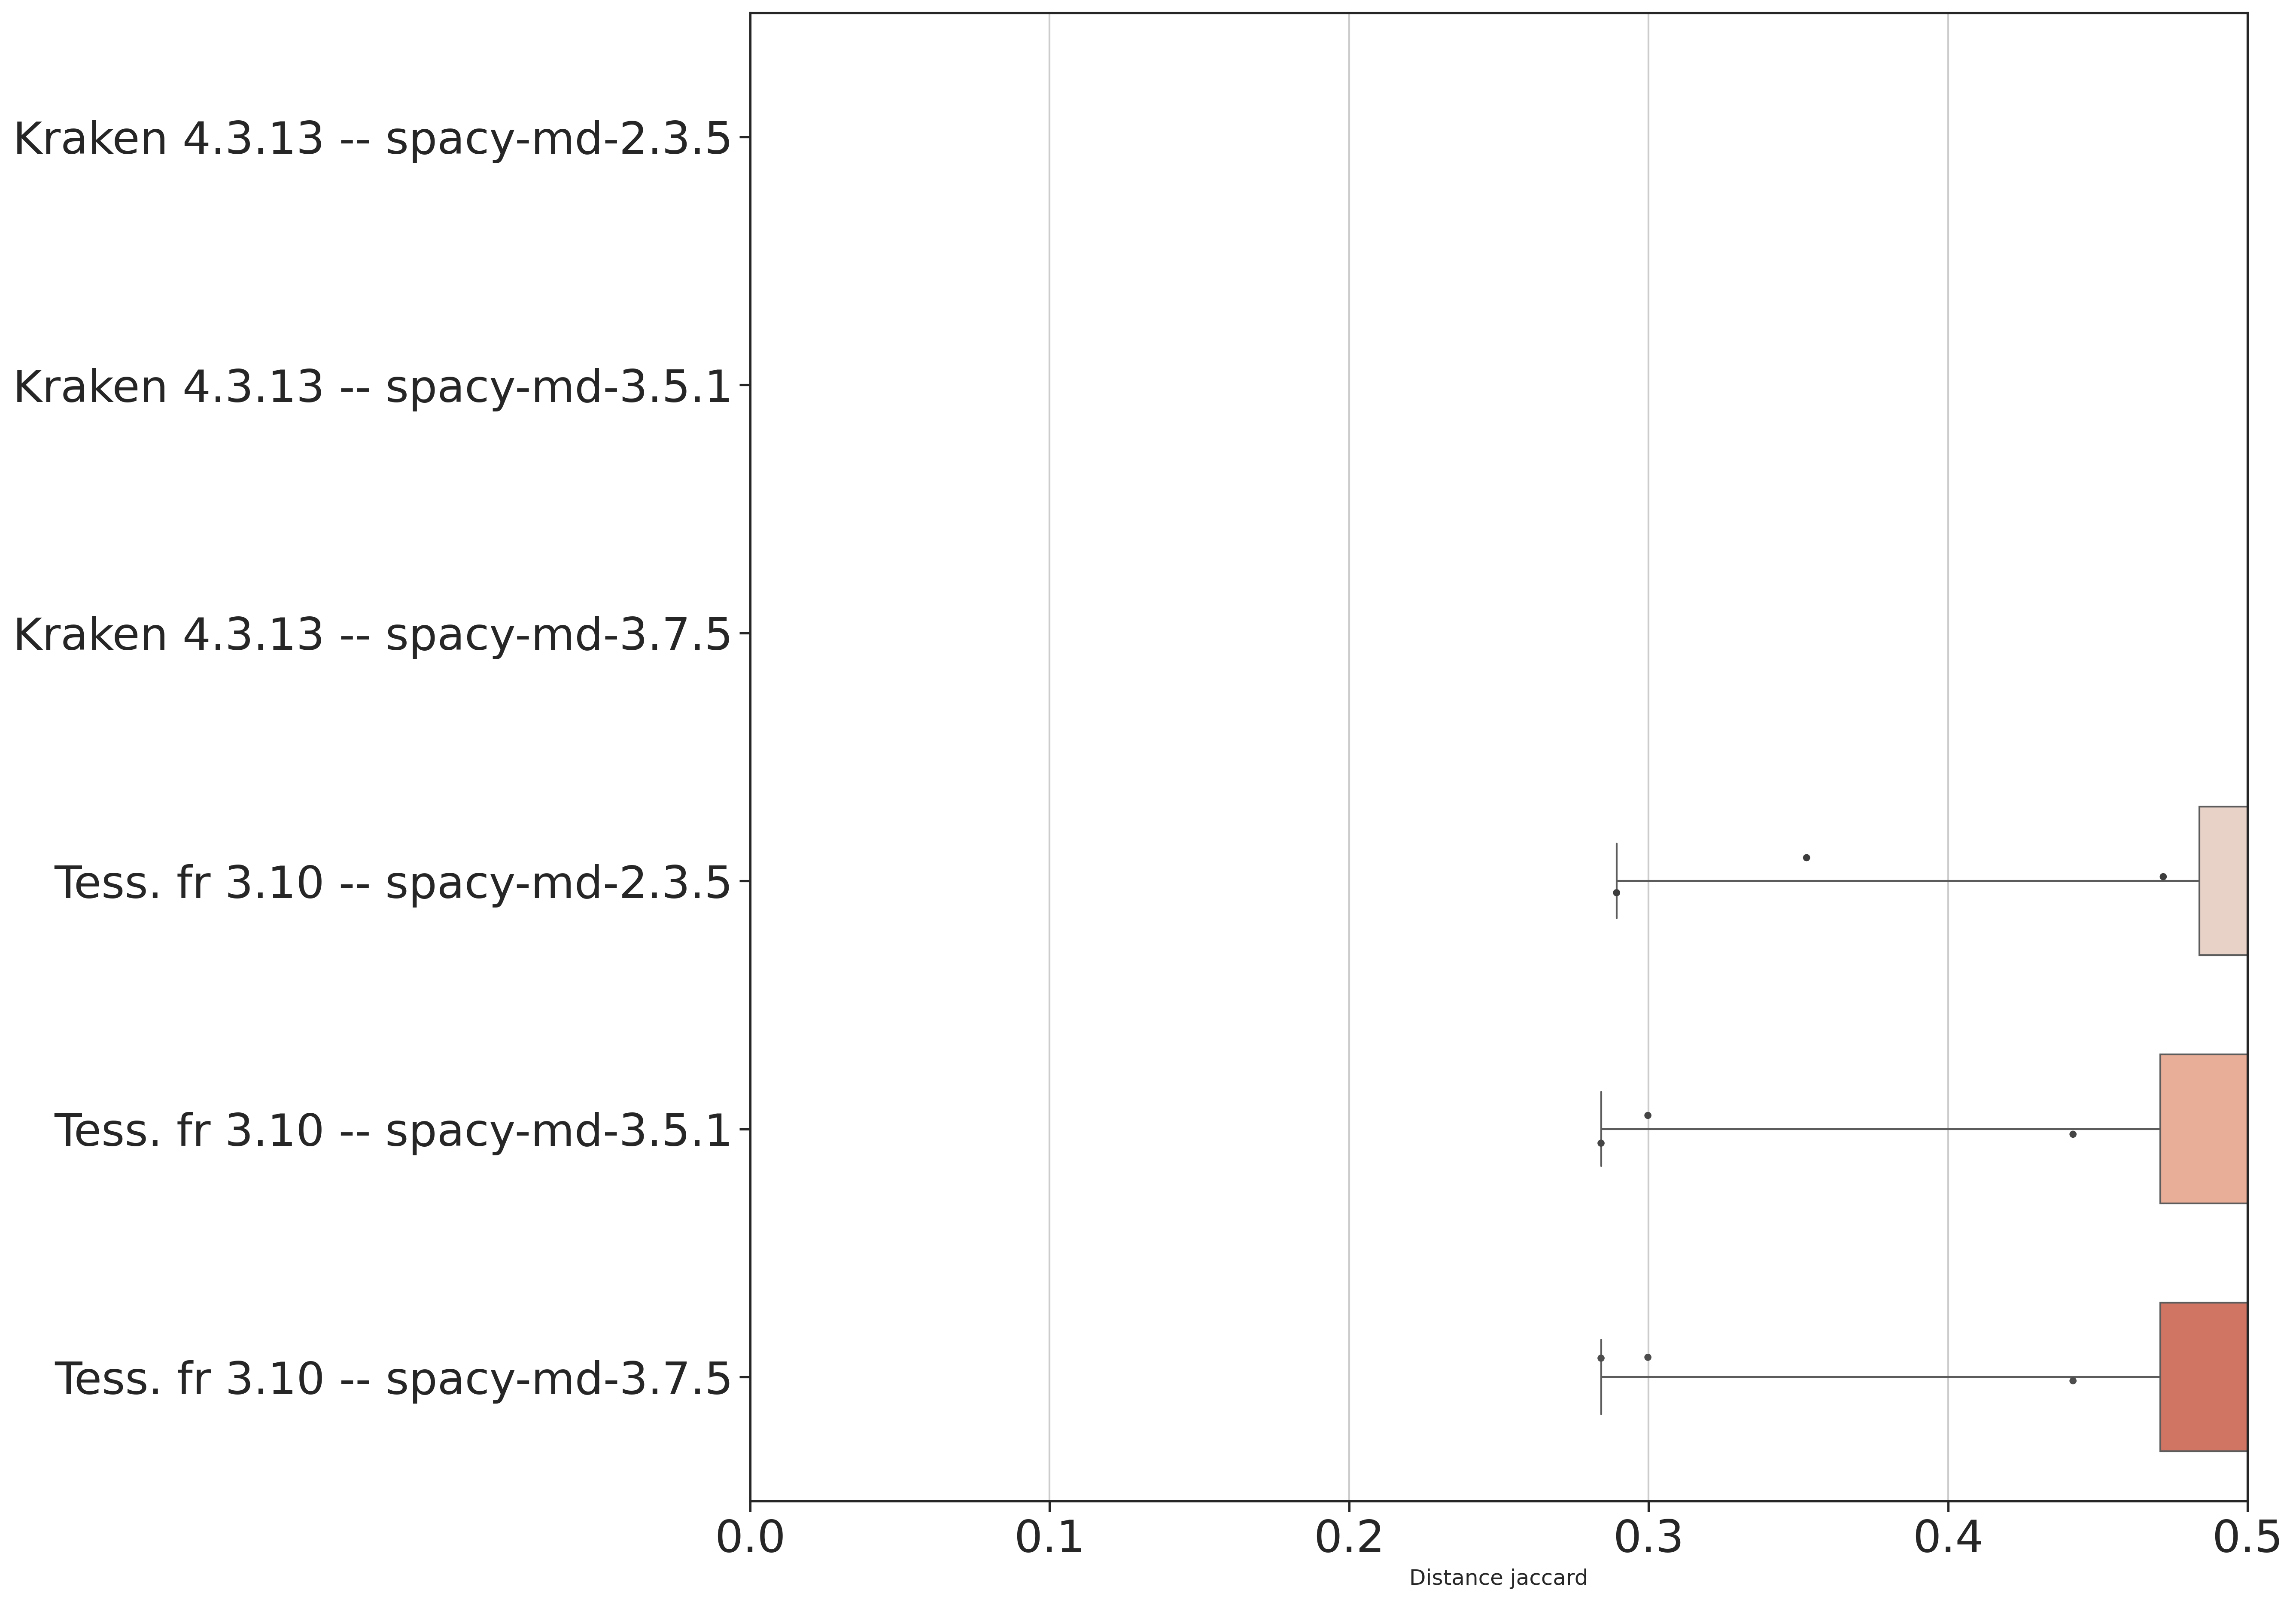 Kraken 4.3.13 -- spacy-md-2.3.5
Kraken 4.3.13 -- spacy-md-3.5.1
Kraken 4.3.13 -- spacy-md-3.7.5
Tess. fr 3.10 -- spacy-md-2.3.5
Tess. fr 3.10 -- spacy-md-3.5.1
Tess. fr 3.10 -- spacy-md-3.7.5
0.0 0.1 0.2 0.3 0.4 0.5
Distance jaccard